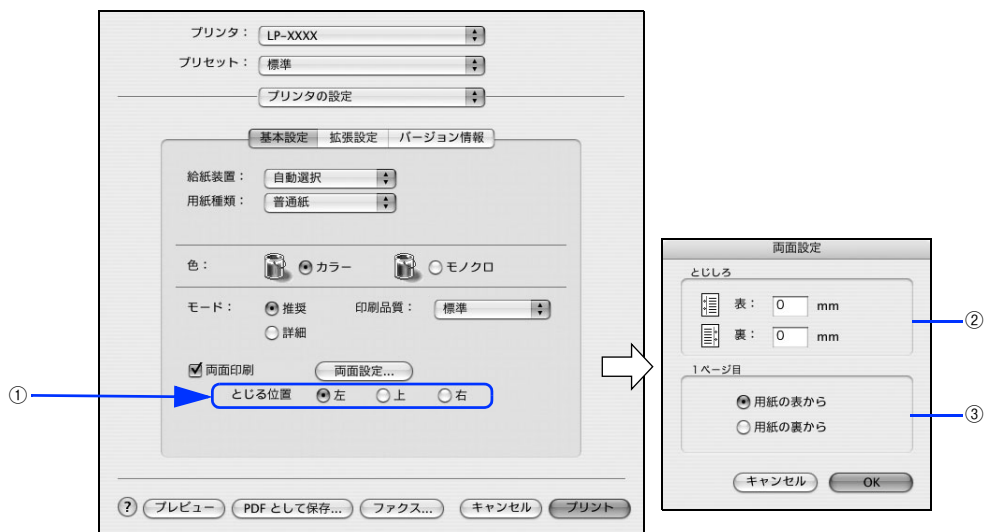 プリンタ： LP-XXXX
プリセット： 標準
プリンタの設定
基本設定 拡張設定 バージョン情報
給紙装置： 自動選択
用紙種類： 普通紙
色： カラー モノクロ
モード： 推奨 印刷品質： 標準
詳細
両面印刷 両面設定...
① とじる位置 左 上 右
? プレビュー PDF として保存... ファクス... キャンセル プリント
両面設定
とじしろ
表： 0 mm
②
裏： 0 mm
1ページ目
用紙の表から
③
用紙の裏から
キャンセル OK